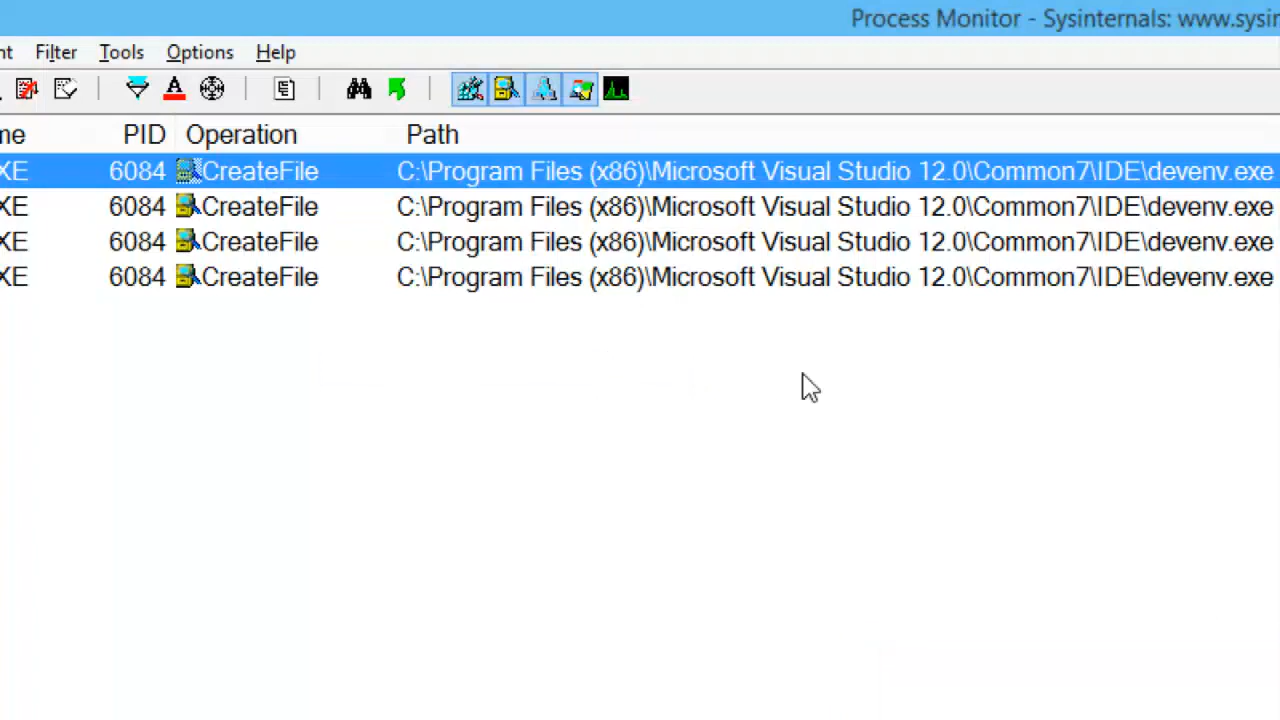 Process Monitor - Sysinternals: www.sysin
nt Filter Tools Options Help
me PID Operation Path
XE 6084 CreateFile C:\Program Files (x86)\Microsoft Visual Studio 12.0\Common7\IDE\devenv.exe
XE 6084 CreateFile C:\Program Files (x86)\Microsoft Visual Studio 12.0\Common7\IDE\devenv.exe
XE 6084 CreateFile C:\Program Files (x86)\Microsoft Visual Studio 12.0\Common7\IDE\devenv.exe
XE 6084 CreateFile C:\Program Files (x86)\Microsoft Visual Studio 12.0\Common7\IDE\devenv.exe